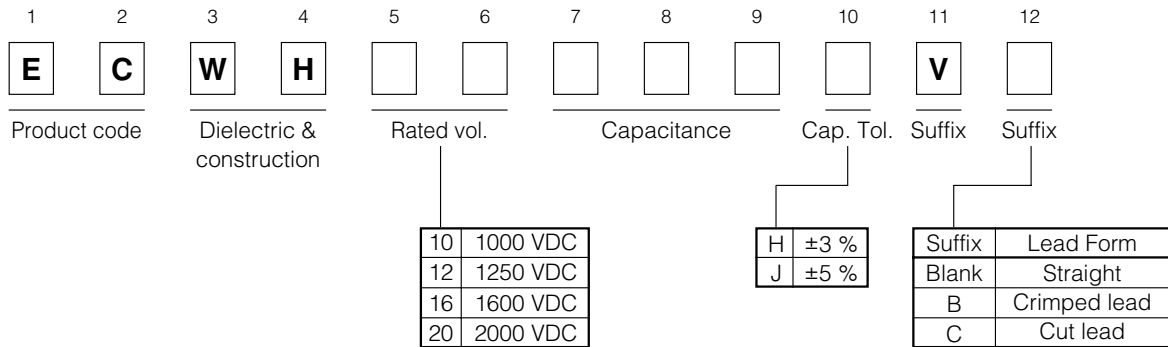 1 2 3 4 5 6 7 8 9 10 11 12
E C W H V
Product code Dielectric & construction Rated vol. Capacitance Cap. Tol. Suffix Suffix
10 1000 VDC
12 1250 VDC
16 1600 VDC
20 2000 VDC
H ±3 %
J ±5 %
Suffix Lead Form
Blank Straight
B Crimped lead
C Cut lead